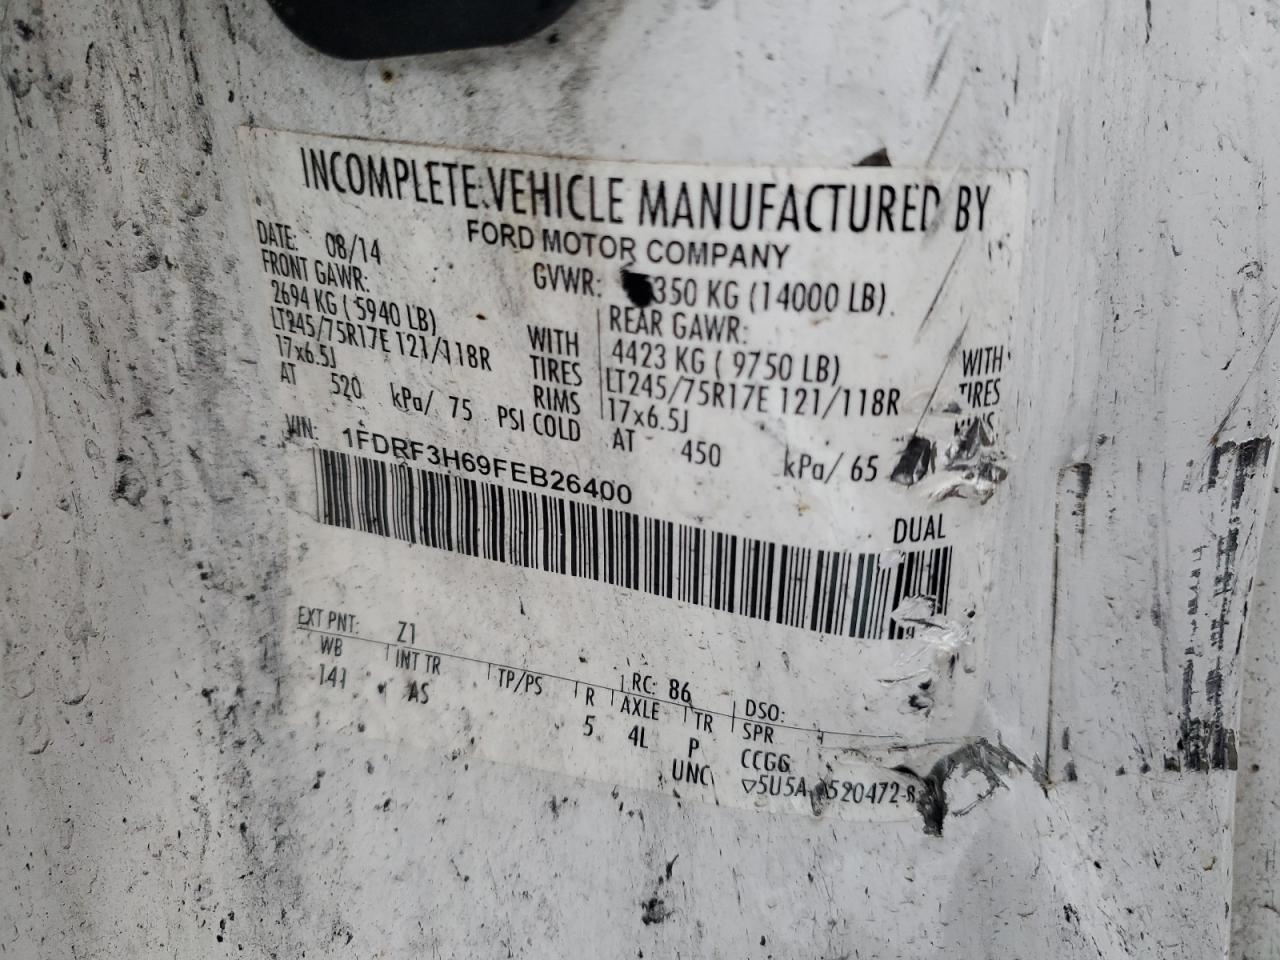 INCOMPLETE VEHICLE MANUFACTURED BY
FORD MOTOR COMPANY
DATE: 08/14
GVWR: 350 KG (14000 LB)
FRONT GAWR:
2694 KG ( 5940 LB)
LT245/75R17E 121/118R
17x6.5J
WITH
TIRES
RIMS
AT 520 kPa/ 75 PSI COLD
REAR GAWR:
4423 KG ( 9750 LB)
LT245/75R17E 121/118R
17x6.5J
WITH
TIRES
AT 450 kPa/ 65
VIN: 1FDRF3H69FEB26400
DUAL
EXT PNT: Z1
RC: 86 DSO:
WB INT TR TP/PS R AXLE TR SPR
141 AS 5 4L P CCGG
UNC ▽5U5A 520472